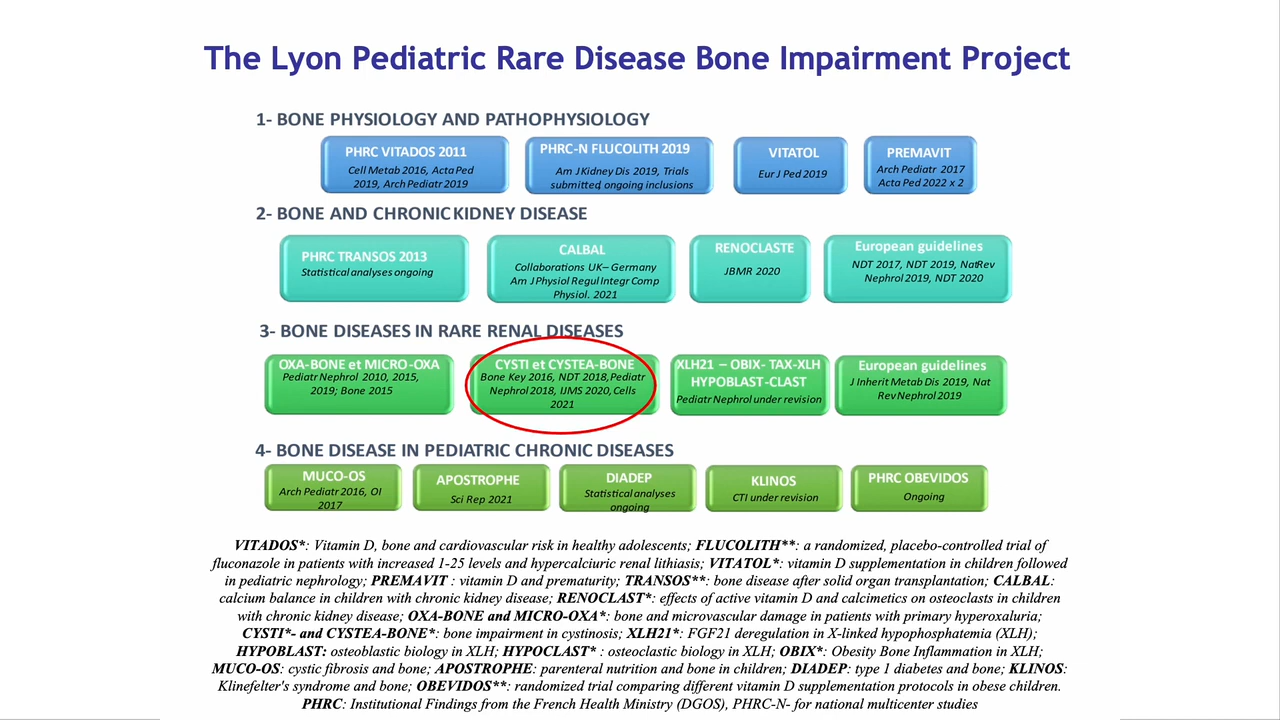 The Lyon Pediatric Rare Disease Bone Impairment Project
1- BONE PHYSIOLOGY AND PATHOPHYSIOLOGY
PHRC VITADOS 2011
Cell Metab 2016, Acta Ped
2019, Arch Pediatr 2019
PHRC-N FLUCOLITH 2019
Am J Kidney Dis 2019, Trials
submitted, ongoing inclusions
VITATOL
Eur J Ped 2019
PREMAVIT
Arch Pediatr 2017
Acta Ped 2022 x 2
2- BONE AND CHRONIC KIDNEY DISEASE
PHRC TRANSOS 2013
Statistical analyses ongoing
CALBAL
Collaborations UK– Germany
Am J Physiol Regul Integr Comp
Physiol. 2021
RENOCLASTE
JBMR 2020
European guidelines
NDT 2017, NDT 2019, NatRev
Nephrol 2019, NDT 2020
3- BONE DISEASES IN RARE RENAL DISEASES
OXA-BONE et MICRO-OXA
Pediatr Nephrol 2010, 2015,
2019; Bone 2015
CYSTI et CYSTEA-BONE
Bone Key 2016, NDT 2018, Pediatr
Nephrol 2018, IJMS 2020, Cells
2021
XLH21 – OBIX- TAX-XLH
HYPOBLAST-CLAST
Pediatr Nephrol under revision
European guidelines
J Inherit Metab Dis 2019, Nat
Rev Nephrol 2019
4- BONE DISEASE IN PEDIATRIC CHRONIC DISEASES
MUCO-OS
Arch Pediatr 2016, OI
2017
APOSTROPHE
Sci Rep 2021
DIADEP
Statistical analyses
ongoing
KLINOS
CTI under revision
PHRC OBEVIDOS
Ongoing
VITADOS*: Vitamin D, bone and cardiovascular risk in healthy adolescents; FLUCOLITH**: a randomized, placebo-controlled trial of
fluconazole in patients with increased 1-25 levels and hypercalciuric renal lithiasis; VITATOL*: vitamin D supplementation in children followed
in pediatric nephrology; PREMAVIT : vitamin D and prematurity; TRANSOS**: bone disease after solid organ transplantation; CALBAL:
calcium balance in children with chronic kidney disease; RENOCLAST*: effects of active vitamin D and calcimetics on osteoclasts in children
with chronic kidney disease; OXA-BONE and MICRO-OXA*: bone and microvascular damage in patients with primary hyperoxaluria;
CYSTI*- and CYSTEA-BONE*: bone impairment in cystinosis; XLH21*: FGF21 deregulation in X-linked hypophosphatemia (XLH);
HYPOBLAST: osteoblastic biology in XLH; HYPOCLAST* : osteoclastic biology in XLH; OBIX*: Obesity Bone Inflammation in XLH;
MUCO-OS: cystic fibrosis and bone; APOSTROPHE: parenteral nutrition and bone in children; DIADEP: type 1 diabetes and bone; KLINOS:
Klinefelter's syndrome and bone; OBEVIDOS**: randomized trial comparing different vitamin D supplementation protocols in obese children.
PHRC: Institutional Findings from the French Health Ministry (DGOS), PHRC-N- for national multicenter studies